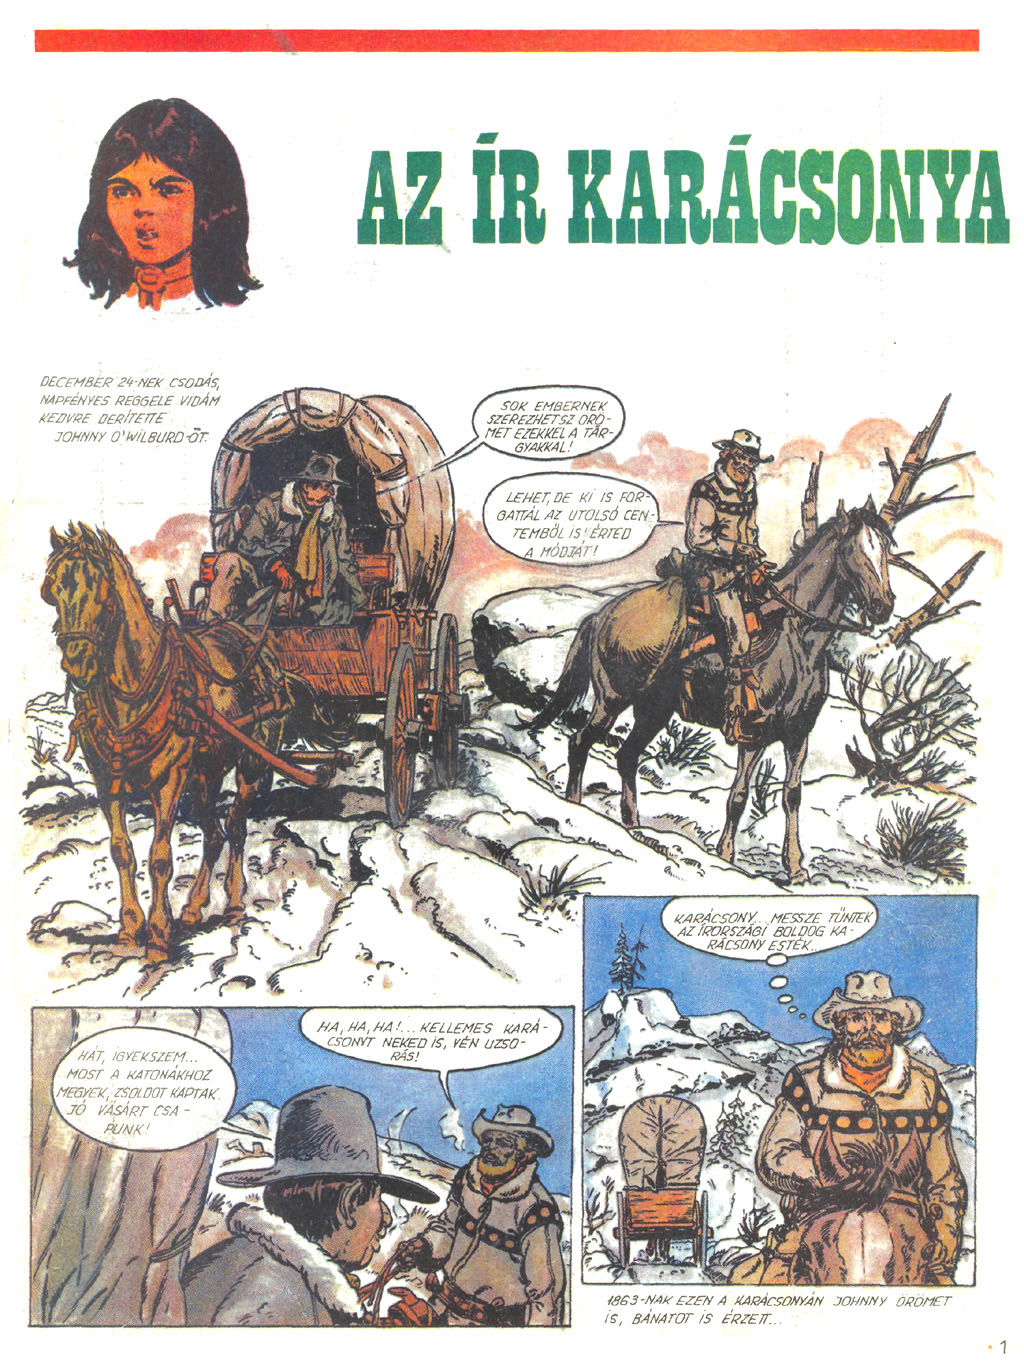 AZ ÍR KARÁCSONYA
DECEMBER 24-NEK CSODÁS,
NAPFÉNYES REGGELE VIDÁM
KEDVRE DERÍTETTE
JOHNNY O'WILBURD-ÖT.
SOK EMBERNEK
SZEREZHETSZ ÖRÖ-
MET EZEKKEL A TÁR-
GYAKKAL!
LEHET, DE KI IS FOR-
GATTÁL AZ UTOLSÓ CEN-
TEMBŐL IS! ÉRTED
A MÓDJÁT!
HÁT, IGYEKSZEM...
MOST A KATONÁKHOZ
MEGYEK, ZSOLDOT KAPTAK.
JÓ VÁSÁRT CSA-
PUNK!
HA, HA, HA!... KELLEMES KARÁ-
CSONYT NEKED IS, VÉN UZSO-
RÁS!
KARÁCSONY... MESSZE TŰNTEK
AZ ÍRORSZÁGI BOLDOG KA-
RÁCSONY ESTÉK...
1863-NAK EZEN A KARÁCSONYÁN JOHNNY ÖRÖMET
IS, BÁNATOT IS ÉRZETT...
1